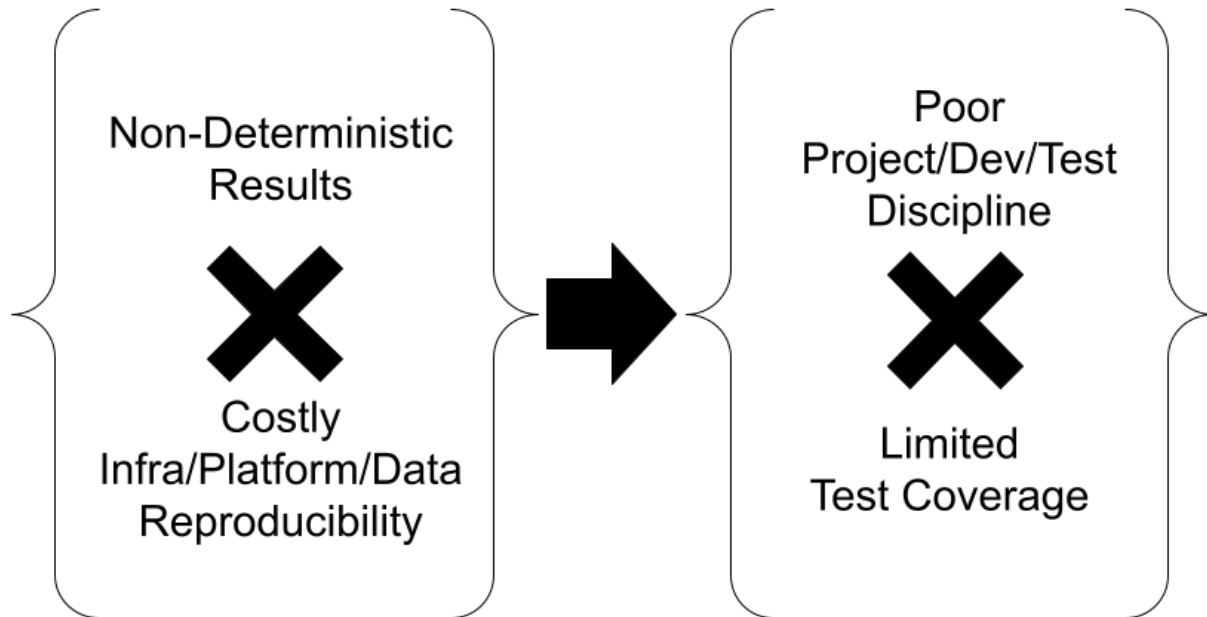 Non-Deterministic
Results
Costly
Infra/Platform/Data
Reproducibility
Poor
Project/Dev/Test
Discipline
Limited
Test Coverage